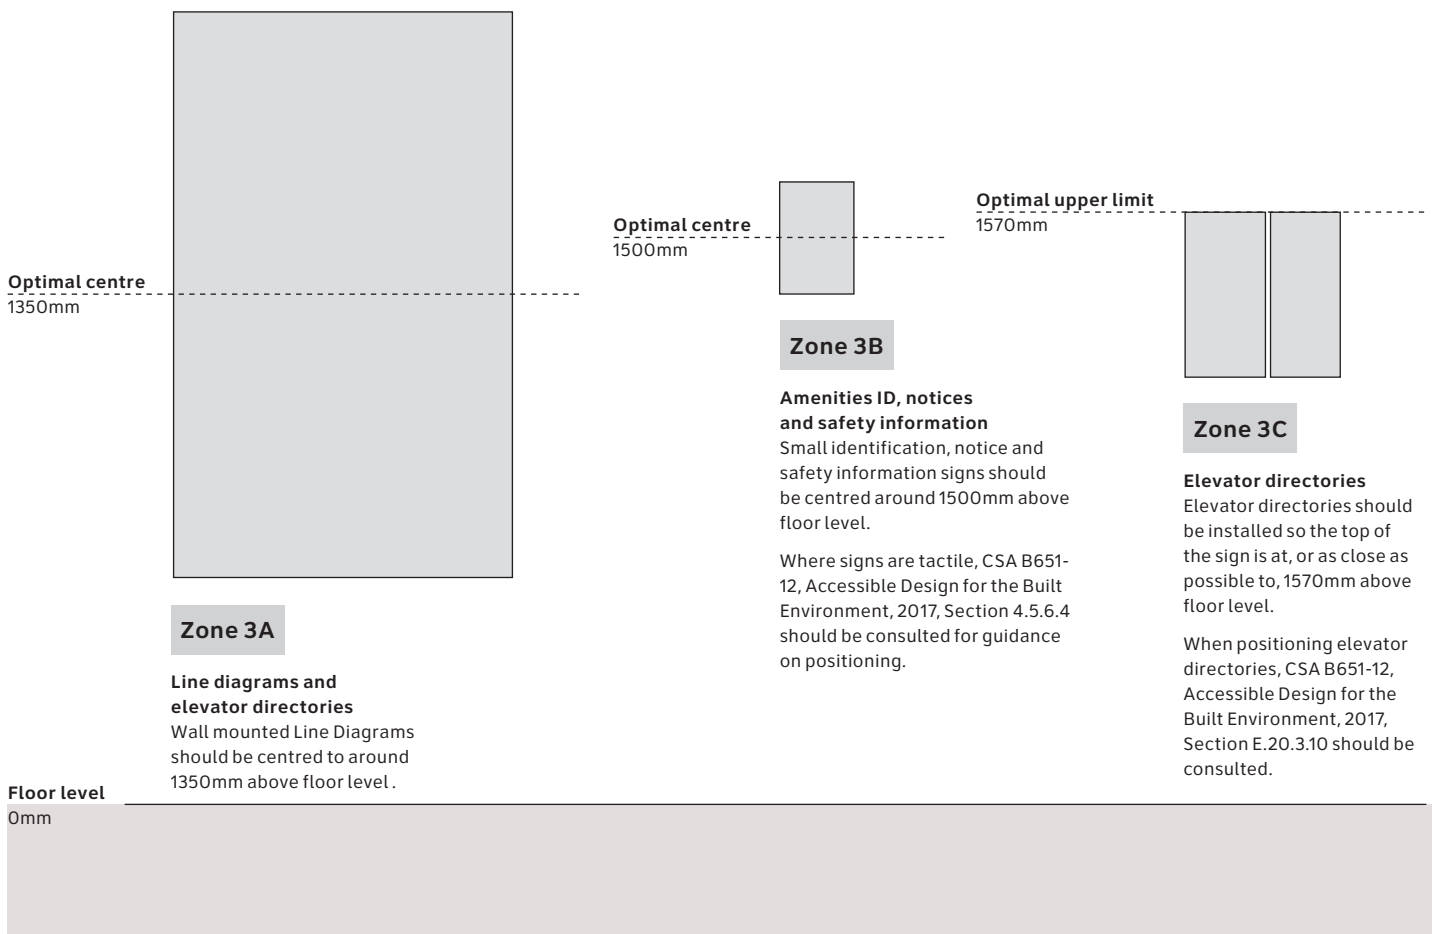 Optimal centre
1350mm
Zone 3A
Line diagrams and
elevator directories
Wall mounted Line Diagrams
should be centred to around
1350mm above floor level .
Optimal centre
1500mm
Zone 3B
Amenities ID, notices
and safety information
Small identification, notice and
safety information signs should
be centred around 1500mm above
floor level.
Where signs are tactile, CSA B651-
12, Accessible Design for the Built
Environment, 2017, Section 4.5.6.4
should be consulted for guidance
on positioning.
Optimal upper limit
1570mm
Zone 3C
Elevator directories
Elevator directories should
be installed so the top of
the sign is at, or as close as
possible to, 1570mm above
floor level.
When positioning elevator
directories, CSA B651-12,
Accessible Design for the
Built Environment, 2017,
Section E.20.3.10 should be
consulted.
Floor level
0mm